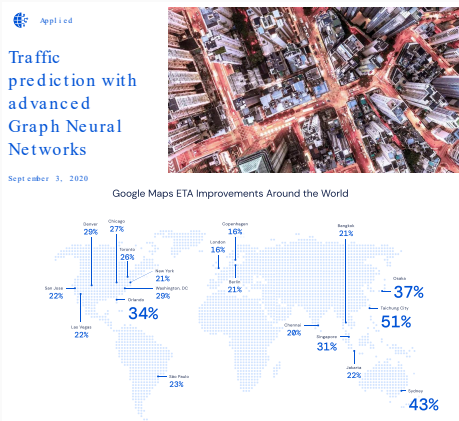 Applied
Traffic
prediction with
advanced
Graph Neural
Networks
September 3, 2020
Google Maps ETA Improvements Around the World
Denver
29%
Chicago
27%
Toronto
26%
New York
21%
San Jose
22%
Washington, DC
29%
Orlando
34%
Las Vegas
22%
São Paulo
23%
London
16%
Copenhagen
16%
Berlin
21%
Bangkok
21%
Osaka
37%
Taichung City
51%
Chennai
20%
Singapore
31%
Jakarta
22%
Sydney
43%